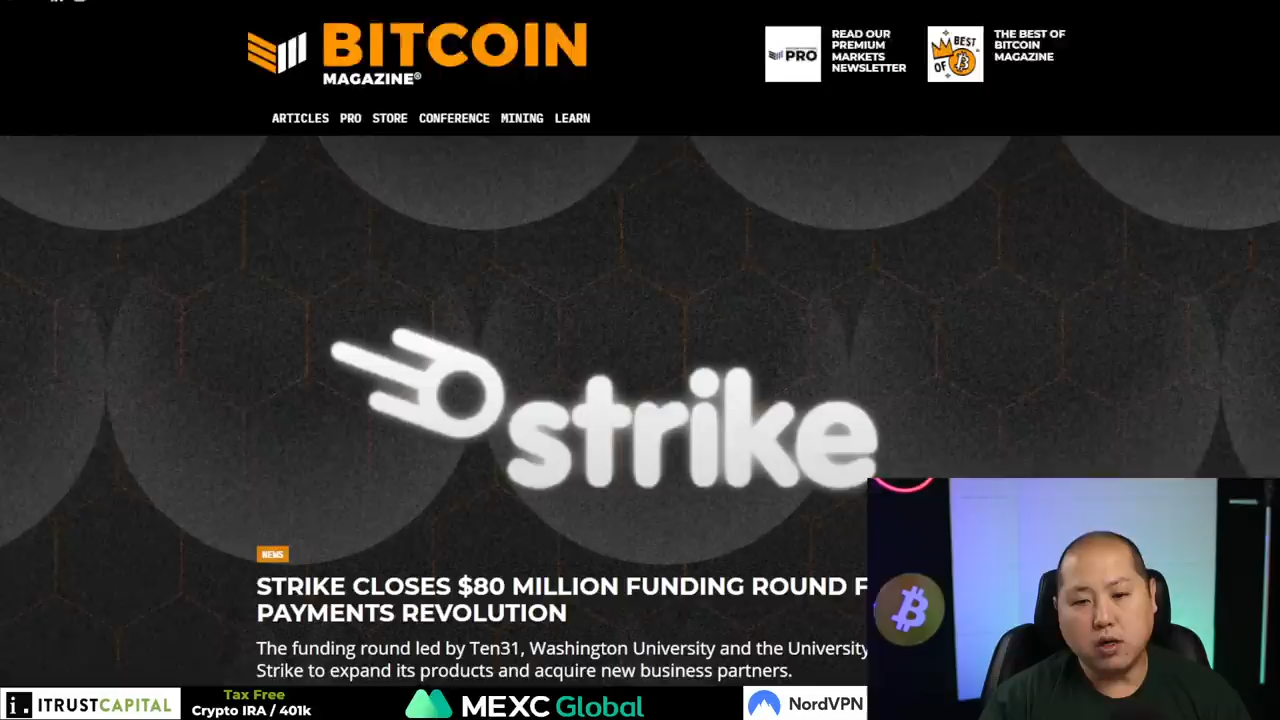 BITCOIN
MAGAZINE®
PRO
READ OUR
PREMIUM
MARKETS
NEWSLETTER
BEST
OF
THE BEST OF
BITCOIN
MAGAZINE
ARTICLES PRO STORE CONFERENCE MINING LEARN
strike
NEWS
STRIKE CLOSES $80 MILLION FUNDING ROUND F
PAYMENTS REVOLUTION
The funding round led by Ten31, Washington University and the University
Strike to expand its products and acquire new business partners.
i. ITRUSTCAPITAL
Tax Free
Crypto IRA / 401k
MEXC Global
NordVPN